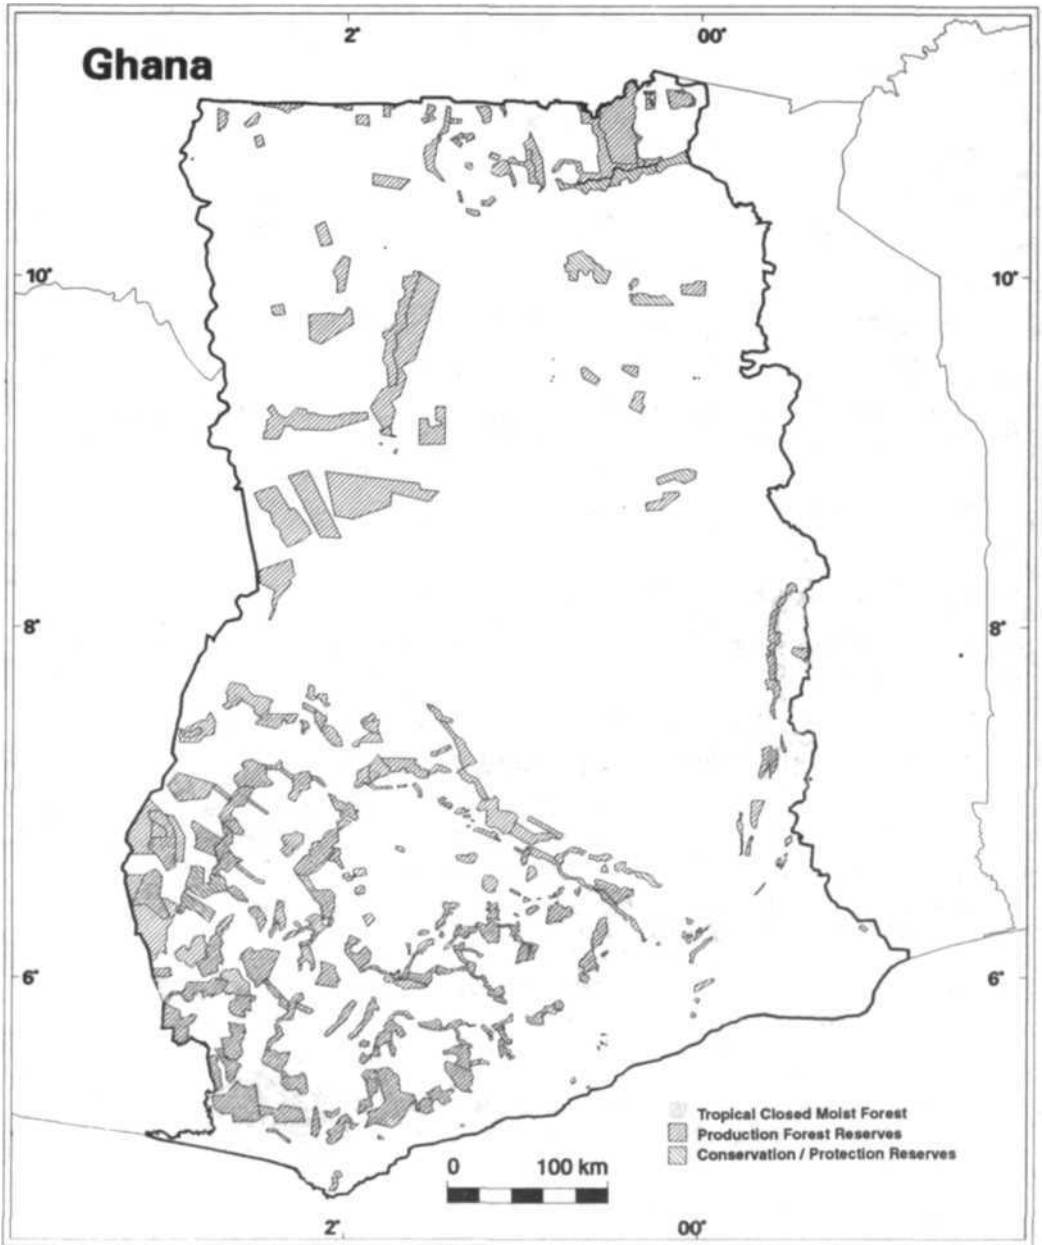 Ghana
2°
00°
10°
10°
8°
8°
6°
6°
Tropical Closed Moist Forest
Production Forest Reserves
Conservation / Protection Reserves
0
100 km
2°
00°